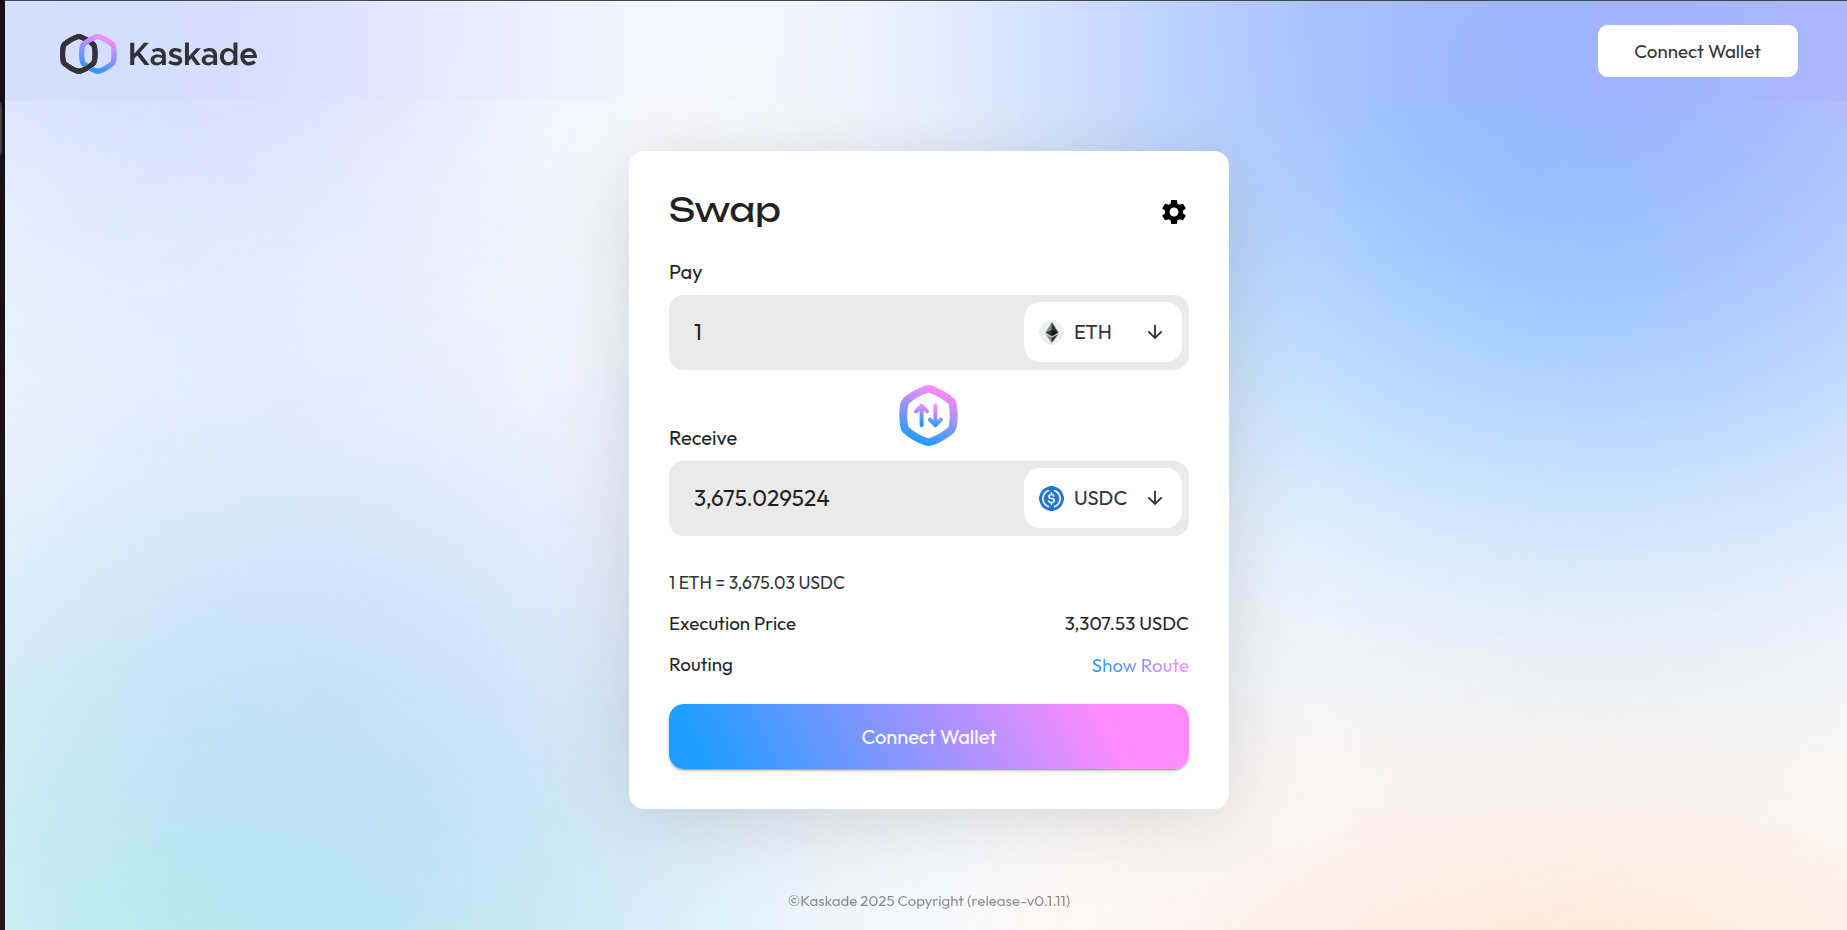 Kaskade
Connect Wallet
Swap
Pay
1
ETH
Receive
3,675.029524
USDC
1 ETH = 3,675.03 USDC
Execution Price 3,307.53 USDC
Routing Show Route
Connect Wallet
©Kaskade 2025 Copyright (release-v0.1.11)